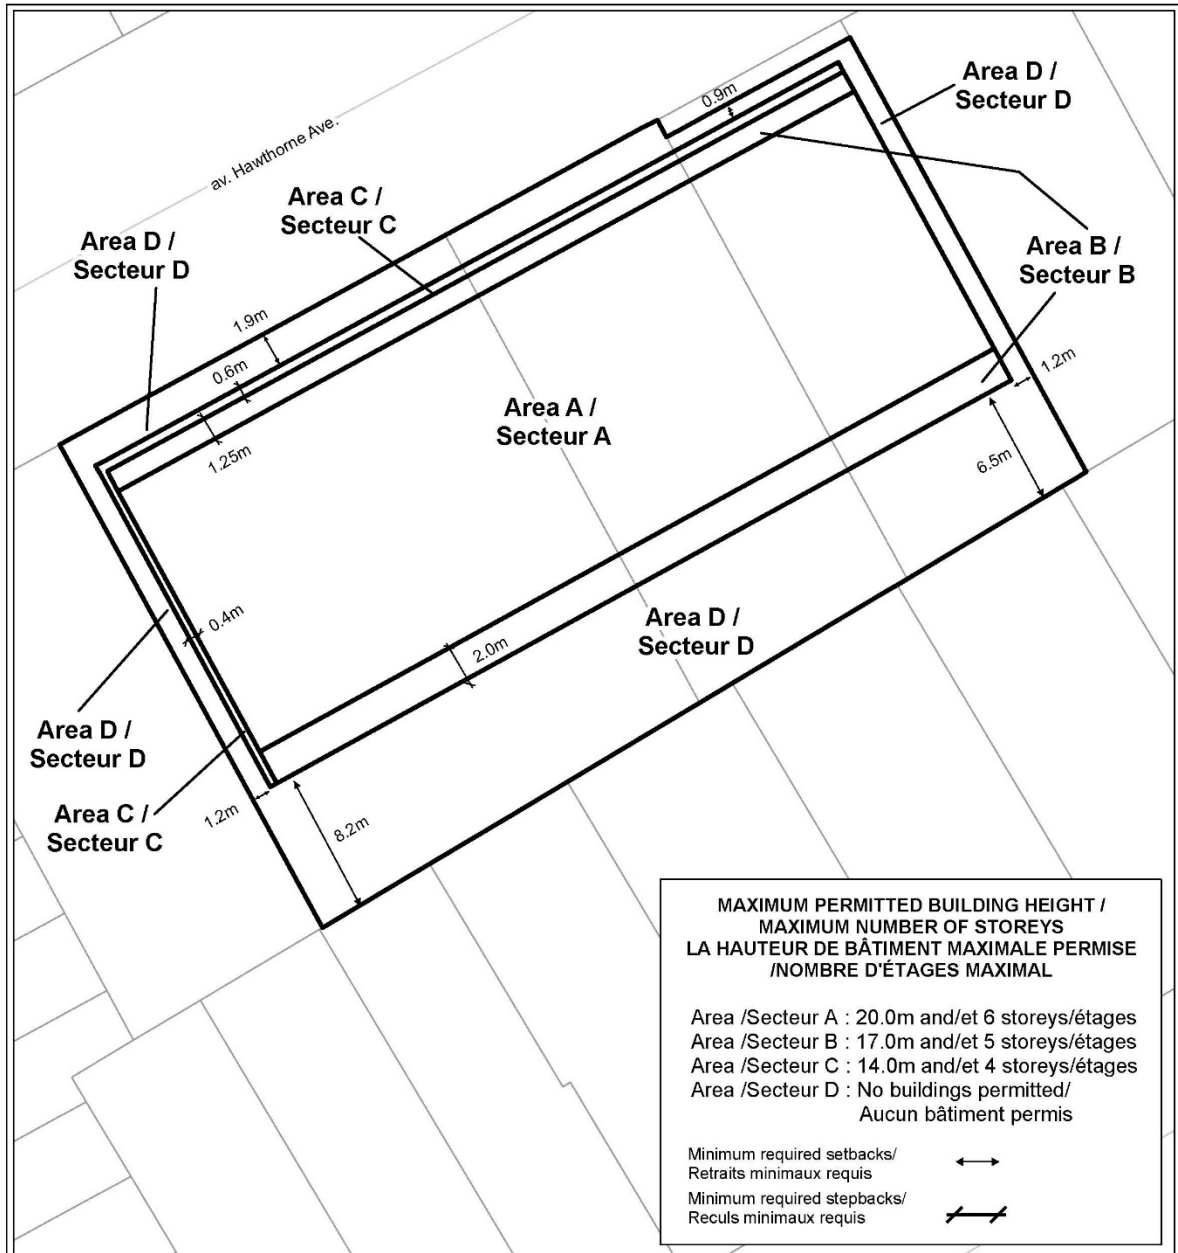 Area D /
Secteur D
0.9m
av. Hawthorne Ave.
Area C /
Secteur C
Area D /
Secteur D
Area B /
Secteur B
1.9m
0.6m
1.2m
Area A /
Secteur A
1.25m
6.5m
0.4m
Area D /
Secteur D
2.0m
Area D /
Secteur D
Area C /
Secteur C
1.2m
8.2m
MAXIMUM PERMITTED BUILDING HEIGHT /
MAXIMUM NUMBER OF STOREYS
LA HAUTEUR DE BÂTIMENT MAXIMALE PERMISE
/NOMBRE D'ÉTAGES MAXIMAL
Area /Secteur A : 20.0m and/et 6 storeys/étages
Area /Secteur B : 17.0m and/et 5 storeys/étages
Area /Secteur C : 14.0m and/et 4 storeys/étages
Area /Secteur D : No buildings permitted/
Aucun bâtiment permis
Minimum required setbacks/
Retraits minimaux requis
Minimum required stepbacks/
Reculs minimaux requis